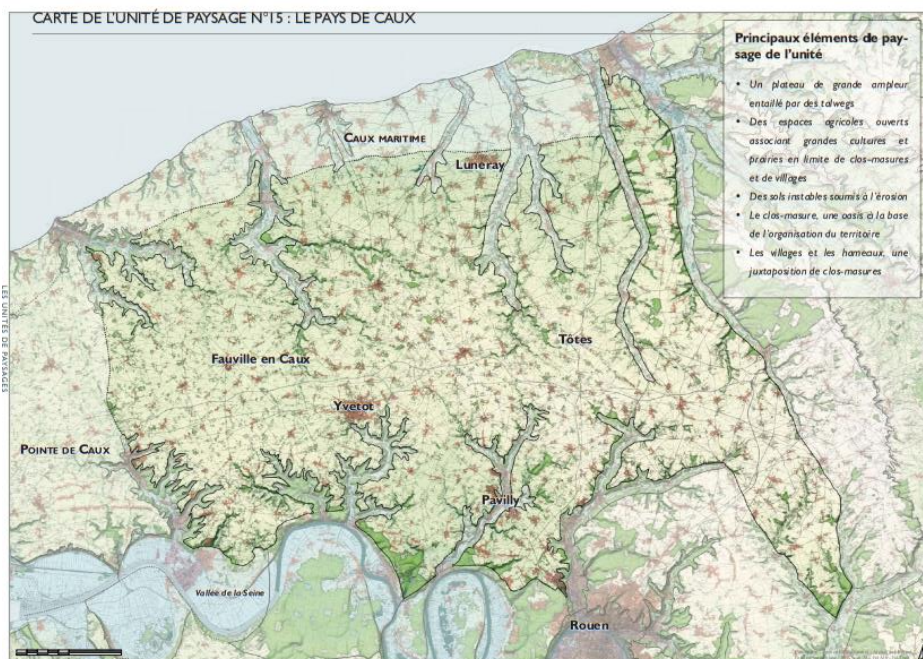 CARTE DE L'UNITÉ DE PAYSAGE N°15 : LE PAYS DE CAUX
Principaux éléments de pay-
sage de l'unité
• Un plateau de grande ampleur
entaillé par des talwegs
• Des espaces agricoles ouverts
associant grandes cultures et
prairies en limite de clos-masures
et de villages
• Des sols instables soumis à l'érosion
• Le clos-masure, une oasis à la base
de l'organisation du territoire
• Les villages et les hameaux, une
juxtaposition de clos-masures
CAUX MARITIME
Luneray
LES UNITÉS DE PAYSAGES
Tôtes
Fauville en Caux
Yvetot
POINTE DE CAUX
Pavilly
Vallée de la Seine
Rouen